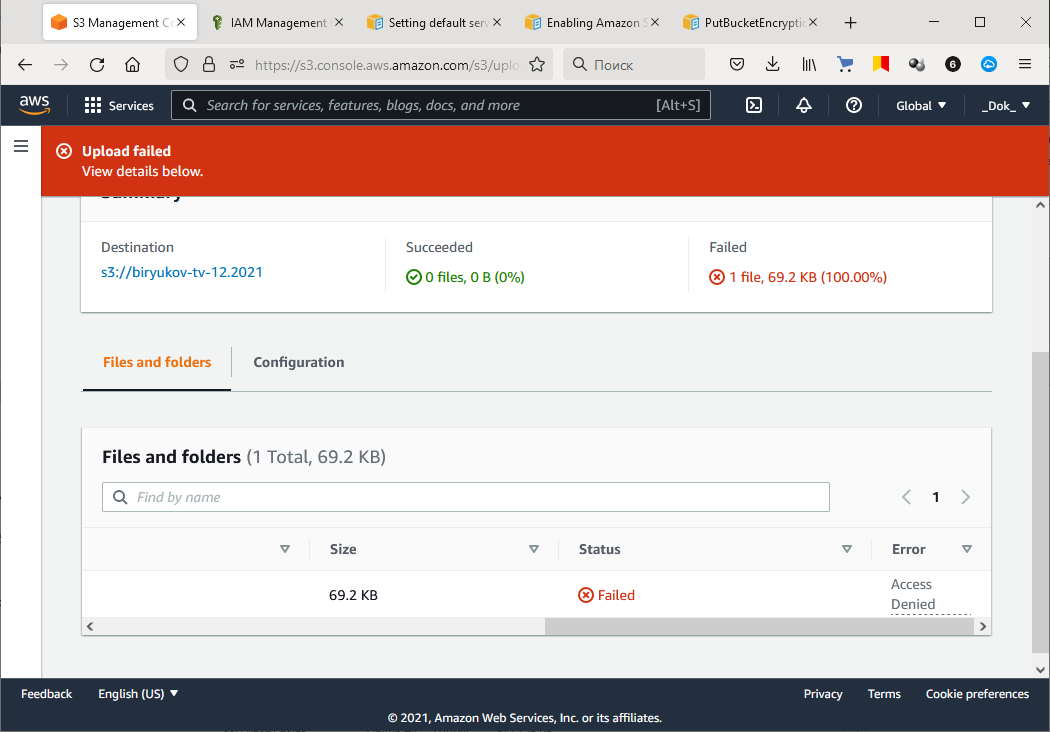 S3 Management Co
IAM Management
Setting default serv
Enabling Amazon S
PutBucketEncryptic
https://s3.console.aws.amazon.com/s3/uplo
Поиск
6
aws
Services
Search for services, features, blogs, docs, and more
[Alt+S]
Global
_Dok_
Upload failed
View details below.
Summary
Destination
Succeeded
Failed
s3://biryukov-tv-12.2021
0 files, 0 B (0%)
1 file, 69.2 KB (100.00%)
Files and folders
Configuration
Files and folders (1 Total, 69.2 KB)
Find by name
1
Size
Status
Error
69.2 KB
Failed
Access
Denied
Feedback
English (US)
Privacy
Terms
Cookie preferences
© 2021, Amazon Web Services, Inc. or its affiliates.